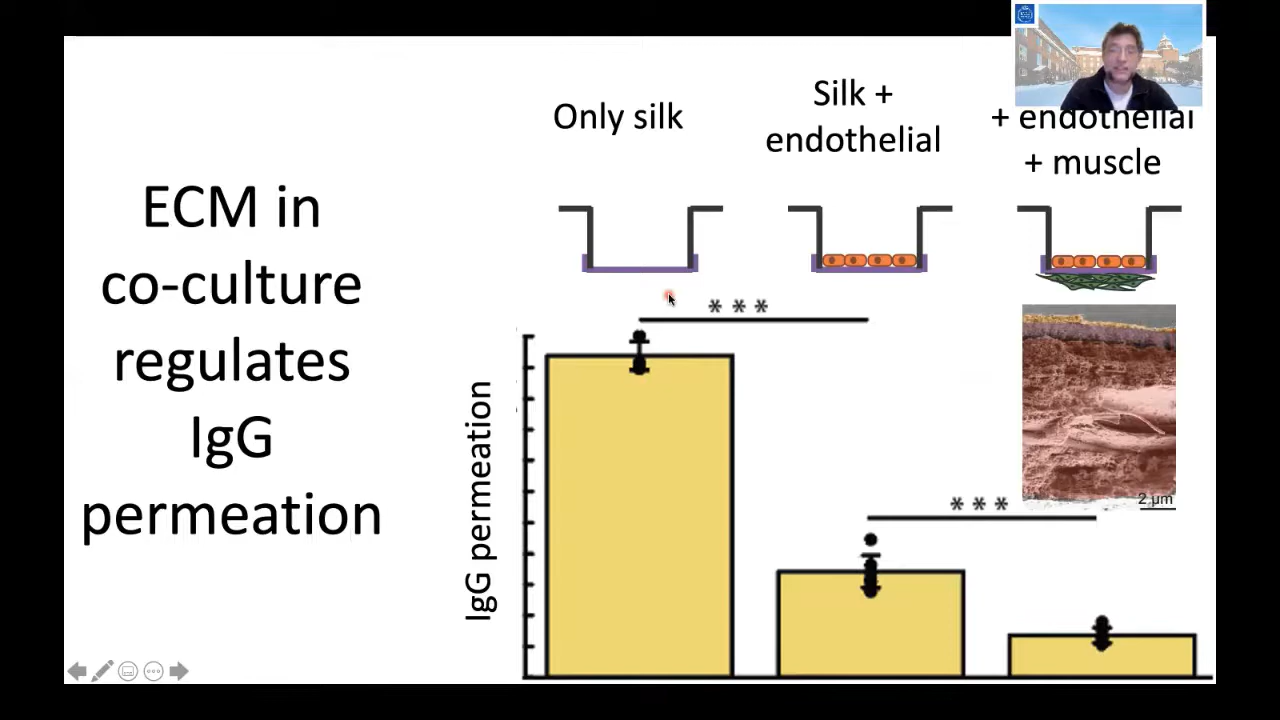 Only silk
Silk +
endothelial
+ endothelial
+ muscle
ECM in
co-culture
regulates
IgG
permeation
***
***
IgG permeation
2 µm